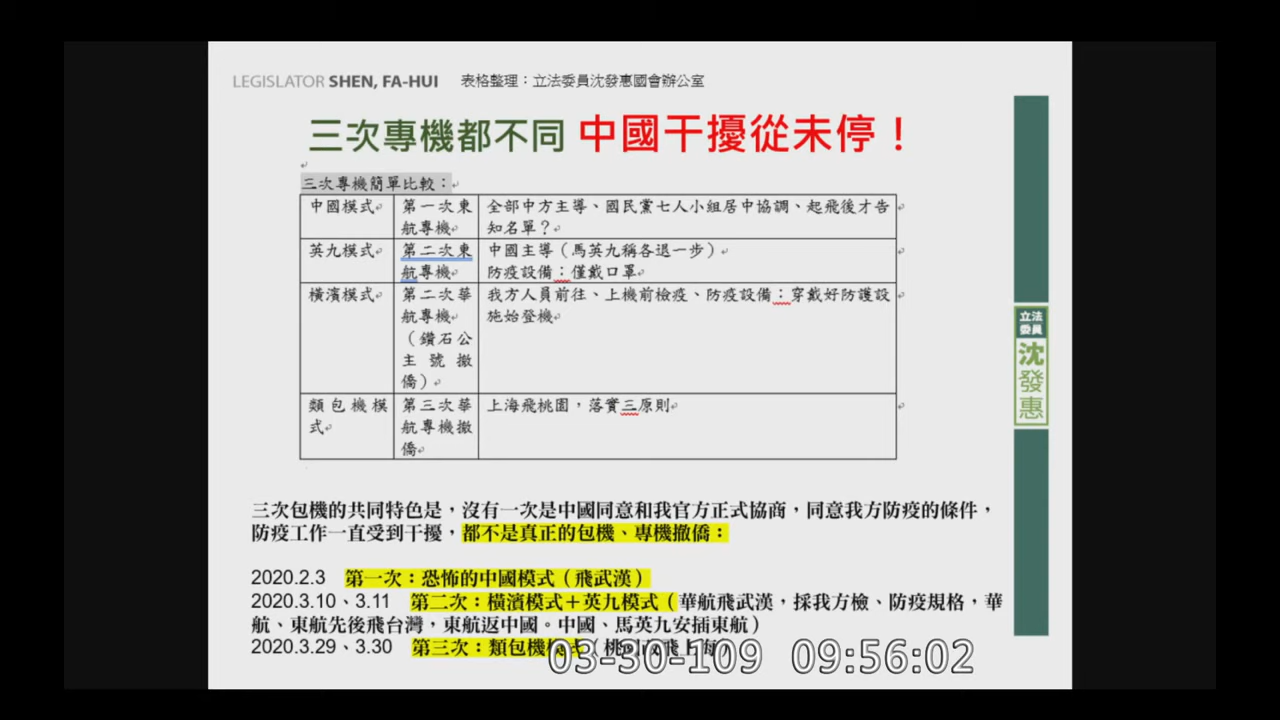 LEGISLATOR SHEN, FA-HUI 表格整理：立法委員沈發惠國會辦公室
三次專機都不同 中國干擾從未停！
三次專機簡單比較：
中國模式 第一次東 全部中方主導、國民黨七人小組居中協調、起飛後才告
航專機 知名單？
英九模式 第二次東 中國主導（馬英九稱各退一步）
航專機 防疫設備：僅戴口罩
橫濱模式 第二次華 我方人員前往、上機前檢疫、防疫設備：穿戴好防護設
航專機 施始登機
（鑽石公
主號撤
僑）
類包機模 第三次華 上海飛桃園，落實三原則
式 航專機撤
僑
立法
委員
沈
發
惠
三次包機的共同特色是，沒有一次是中國同意和我官方正式協商，同意我方防疫的條件，
防疫工作一直受到干擾，都不是真正的包機、專機撤僑：
2020.2.3 第一次：恐怖的中國模式（飛武漢）
2020.3.10、3.11 第二次：橫濱模式＋英九模式（華航飛武漢，採我方檢、防疫規格，華
航、東航先後飛台灣，東航返中國。中國、馬英九安插東航）
2020.3.29、3.30 第三次：類包機模
03-30-109 09:56:02